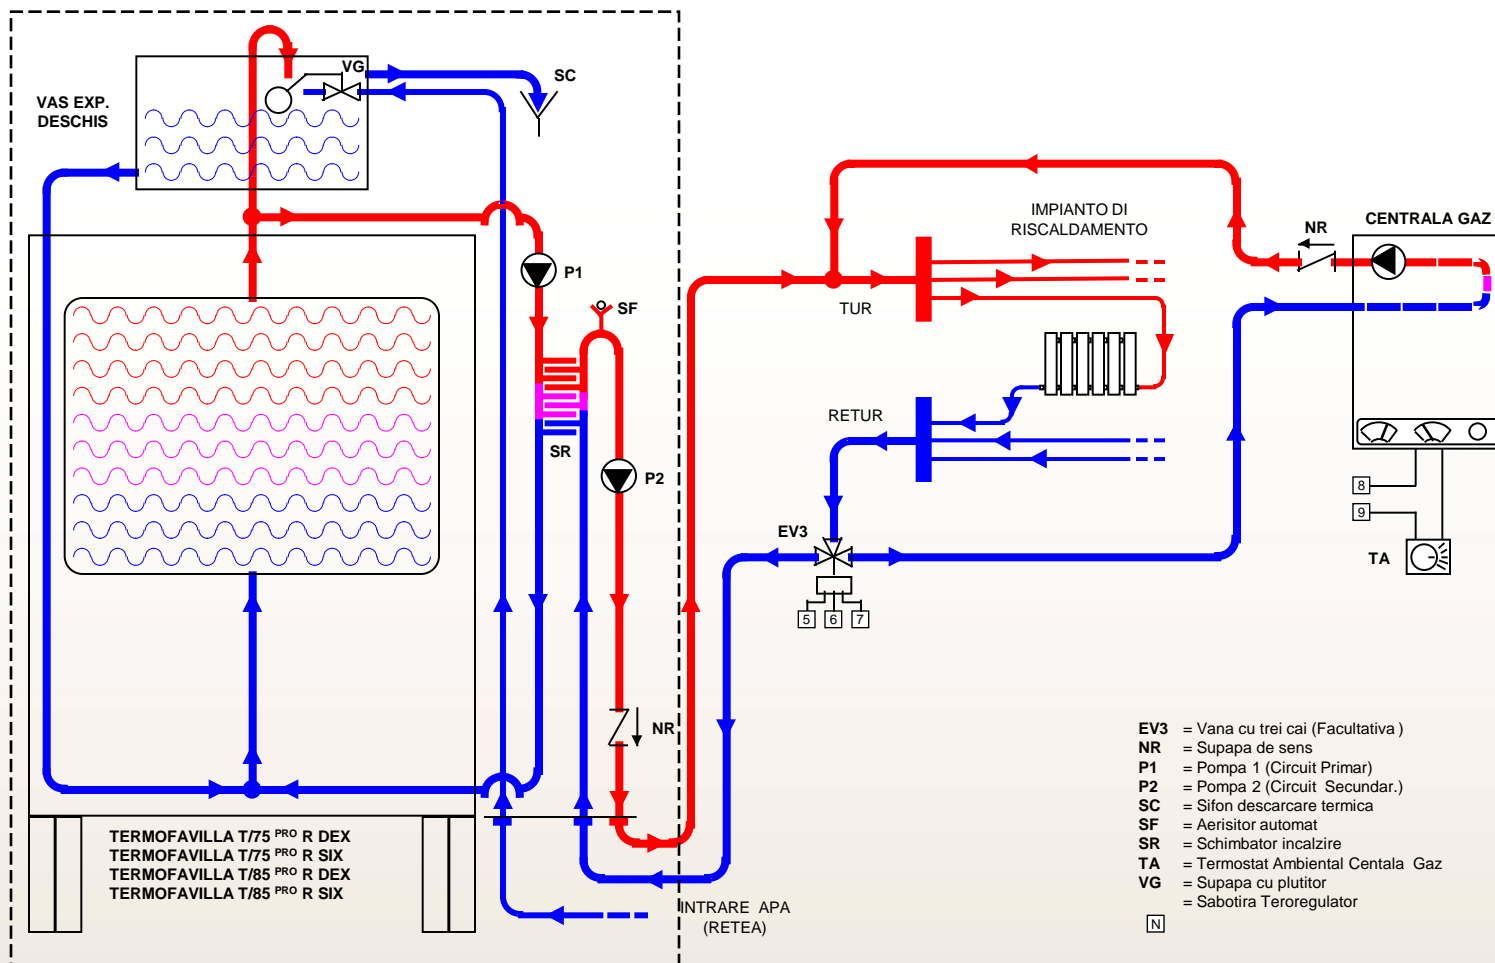 VG
SC
VAS EXP.
DESCHIS
IMPIANTO DI
RISCALDAMENTO
NR
CENTRALA GAZ
P1
SF
TUR
RETUR
SR
P2
8
9
EV3
TA
5 6 7
NR
EV3 = Vana cu trei cai (Facultativa)
NR = Supapa de sens
P1 = Pompa 1 (Circuit Primar)
P2 = Pompa 2 (Circuit Secundar.)
SC = Sifon descarcare termica
SF = Aerisitor automat
SR = Schimbator incalzire
TA = Termostat Ambiental Centala Gaz
VG = Supapa cu plutitor
= Sabotira Teroregulator
N
TERMOFAVILLA T/75 PRO R DEX
TERMOFAVILLA T/75 PRO R SIX
TERMOFAVILLA T/85 PRO R DEX
TERMOFAVILLA T/85 PRO R SIX
INTRARE APA
(RETEA)